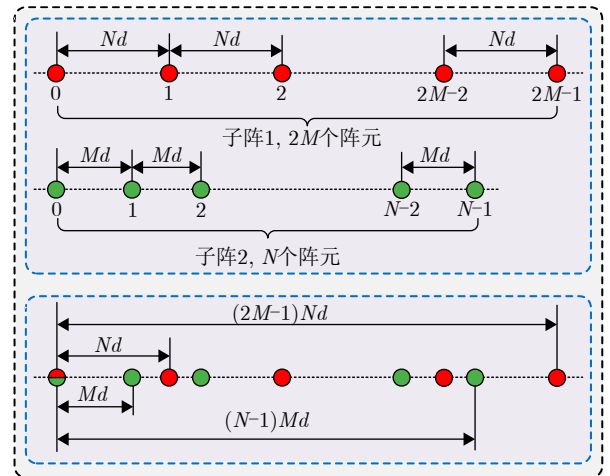 Nd Nd Nd
0 1 2 2M−2 2M−1
子阵1, 2M个阵元
Md Md Md
0 1 2 N−2 N−1
子阵2, N个阵元
(2M−1)Nd
Nd
Md
(N−1)Md